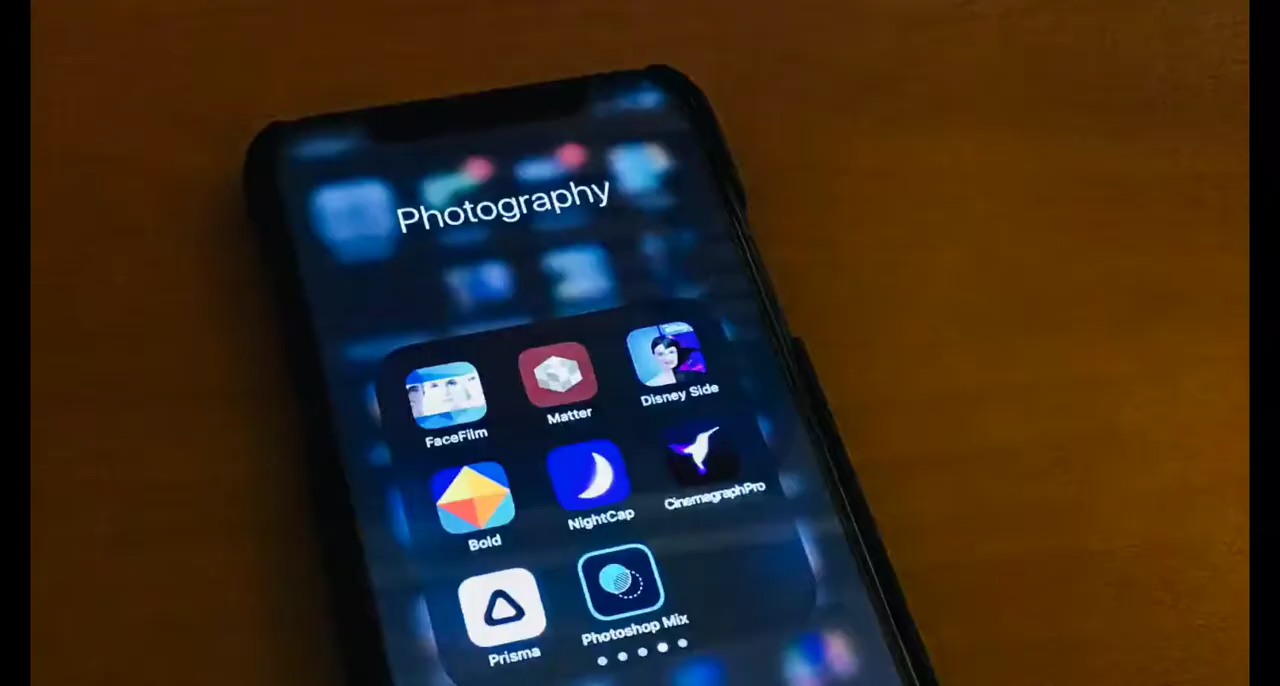 Photography
FaceFilm
Matter
Disney Side
Bold
NightCap
CinemagraphPro
Prisma
Photoshop Mix